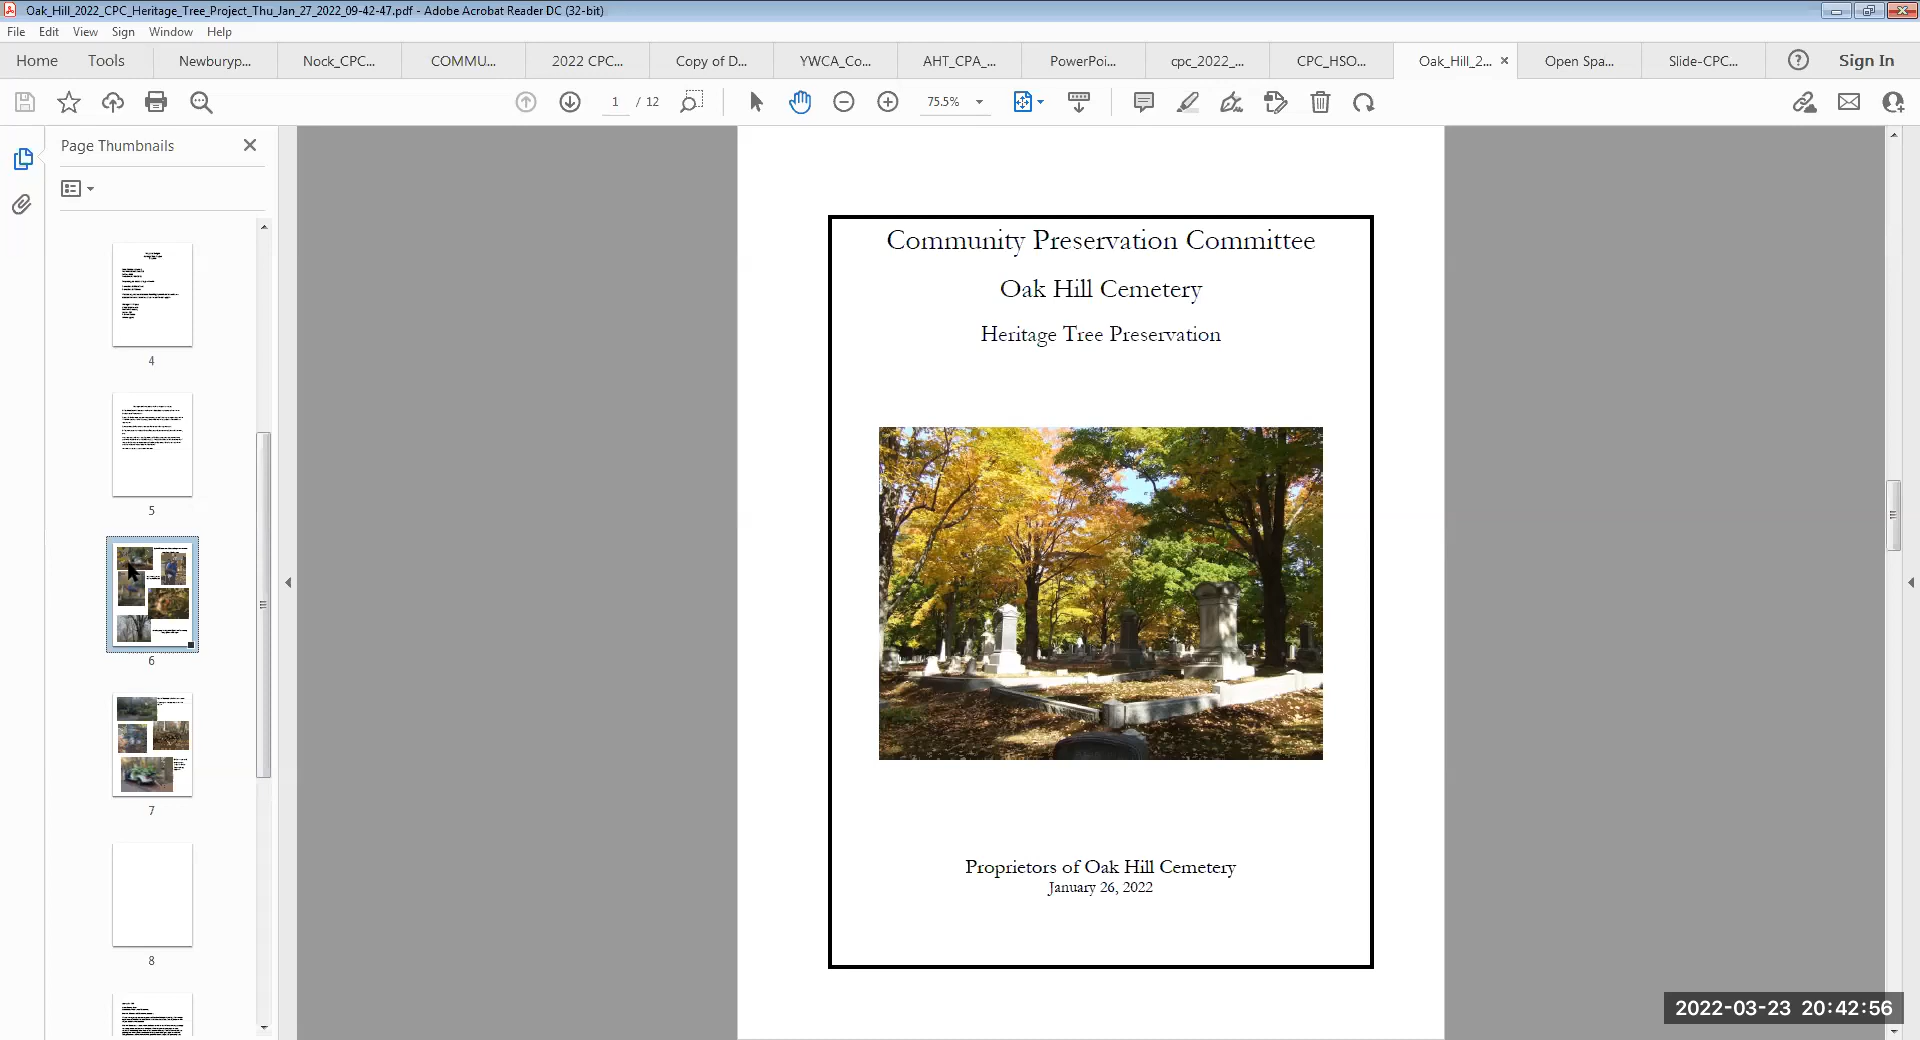 Oak_Hill_2022_CPC_Heritage_Tree_Project_Thu_Jan_27_2022_09-42-47.pdf - Adobe Acrobat Reader DC (32-bit)
File Edit View Sign Window Help
Home Tools Newburyp... Nock_CPC... COMMU... 2022 CPC... Copy of D... YWCA_Co... AHT_CPA_... PowerPoi... cpc_2022_... CPC_HSO... Oak_Hill_2... Open Spa... Slide-CPC... Sign In
1 / 12 75.5%
Page Thumbnails
4
5
6
7
8
Community Preservation Committee
Oak Hill Cemetery
Heritage Tree Preservation
Proprietors of Oak Hill Cemetery
January 26, 2022
2022-03-23 20:42:56